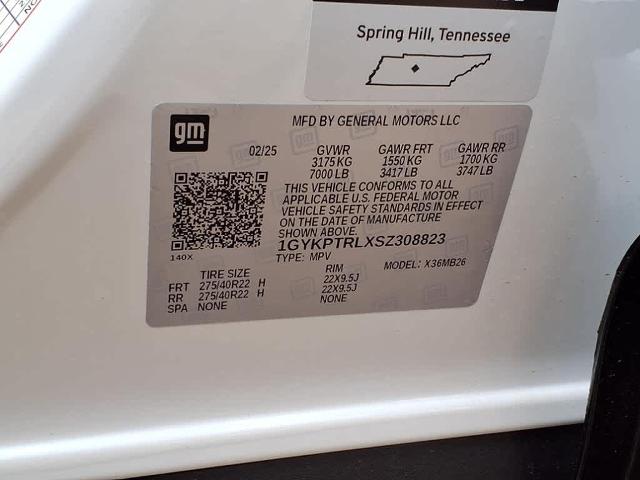 Spring Hill, Tennessee
gm
MFD BY GENERAL MOTORS LLC
02/25 GVWR GAWR FRT GAWR RR
3175 KG 1550 KG 1700 KG
7000 LB 3417 LB 3747 LB
THIS VEHICLE CONFORMS TO ALL
APPLICABLE U.S. FEDERAL MOTOR
VEHICLE SAFETY STANDARDS IN EFFECT
ON THE DATE OF MANUFACTURE
SHOWN ABOVE.
1GYKPTRLXSZ308823
140X
TYPE: MPV MODEL: X36MB26
TIRE SIZE RIM
FRT 275/40R22 H 22X9.5J
RR 275/40R22 H 22X9.5J
SPA NONE NONE